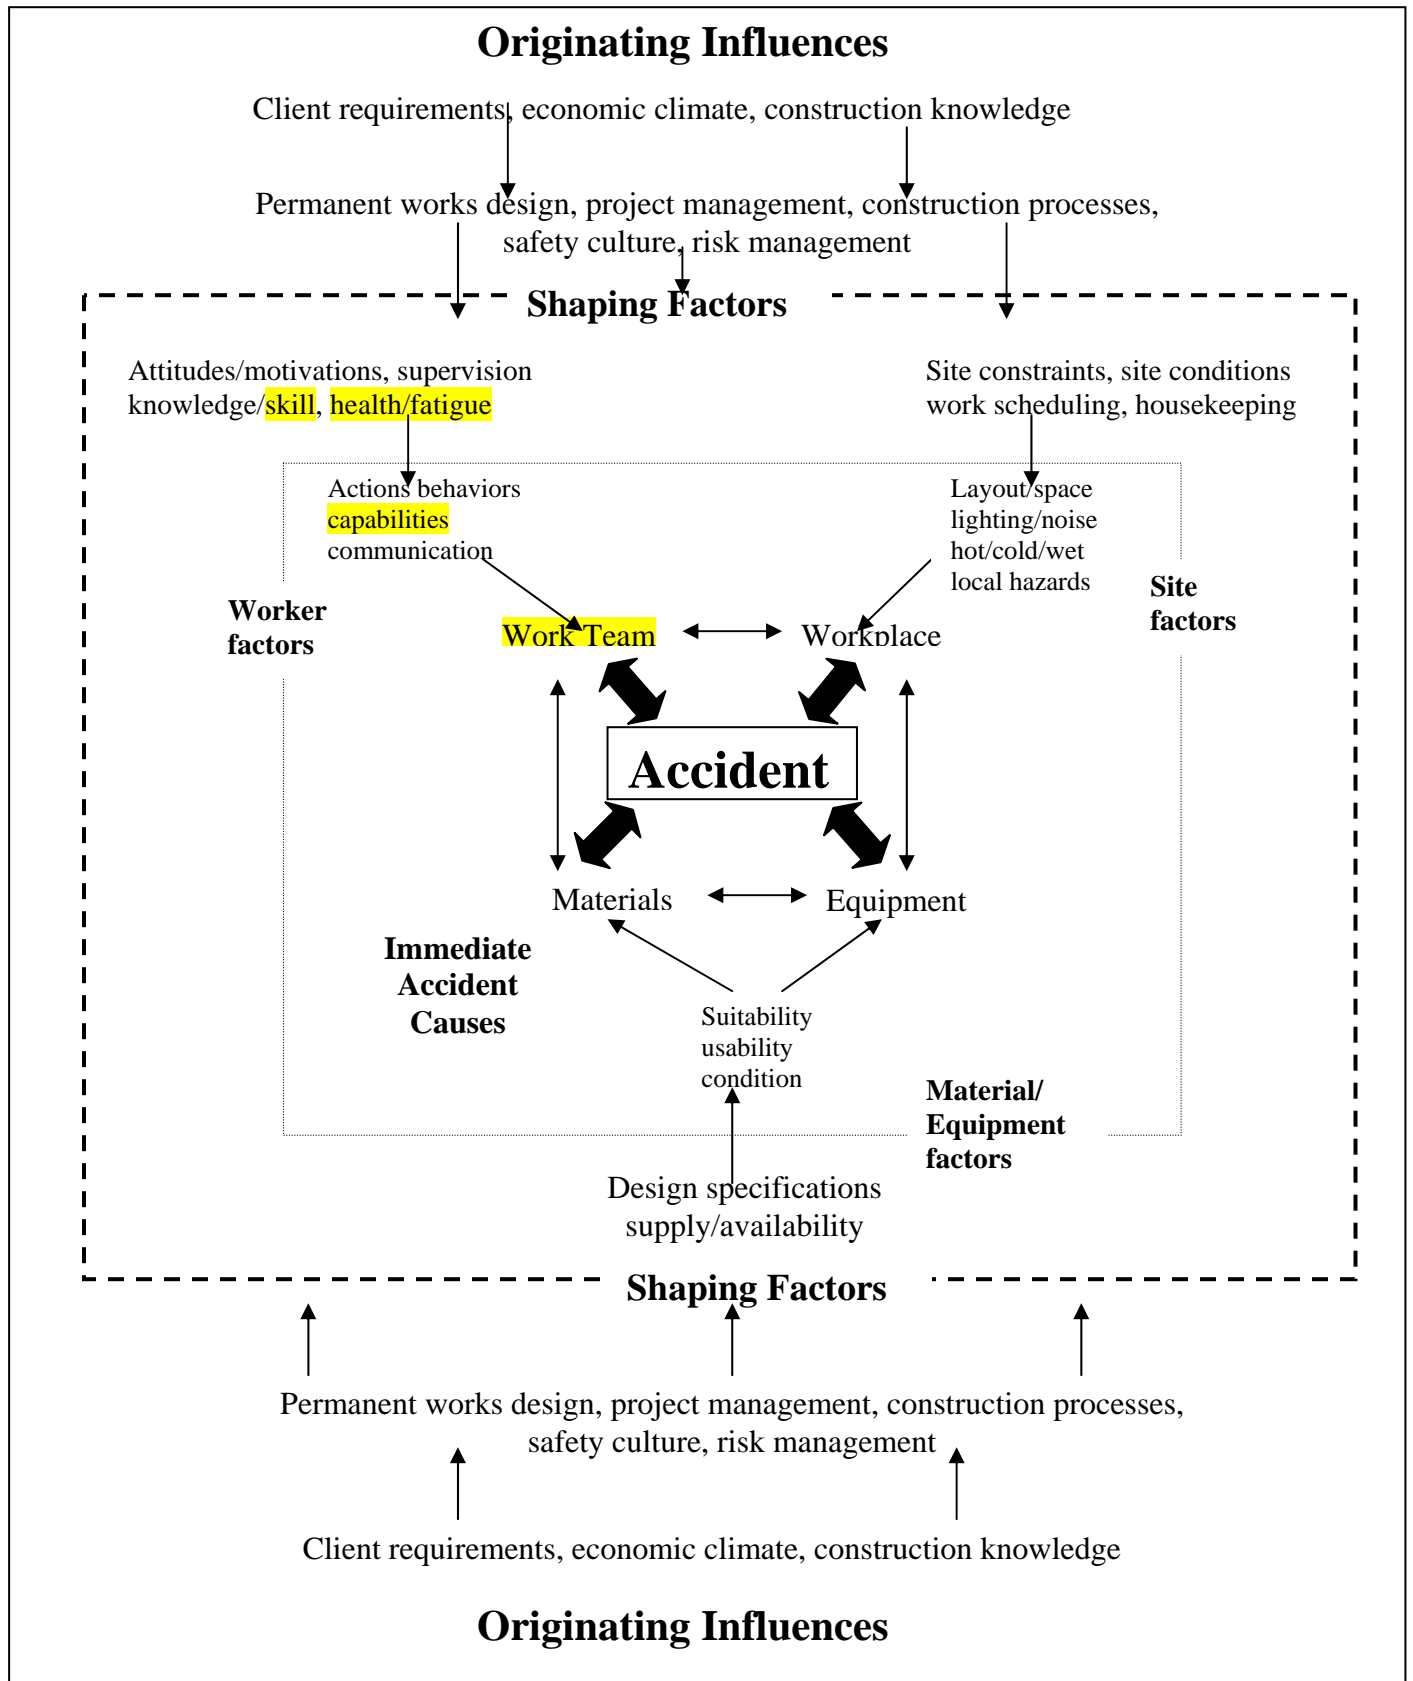 Originating Influences
Client requirements, economic climate, construction knowledge
Permanent works design, project management, construction processes,
safety culture, risk management
Shaping Factors
Attitudes/motivations, supervision
knowledge/skill, health/fatigue
Site constraints, site conditions
work scheduling, housekeeping
Actions behaviors
capabilities
communication
Layout/space
lighting/noise
hot/cold/wet
local hazards
Worker
factors
Site
factors
Work Team
Workplace
Accident
Materials
Equipment
Immediate
Accident
Causes
Suitability
usability
condition
Material/
Equipment
factors
Design specifications
supply/availability
Shaping Factors
Permanent works design, project management, construction processes,
safety culture, risk management
Client requirements, economic climate, construction knowledge
Originating Influences